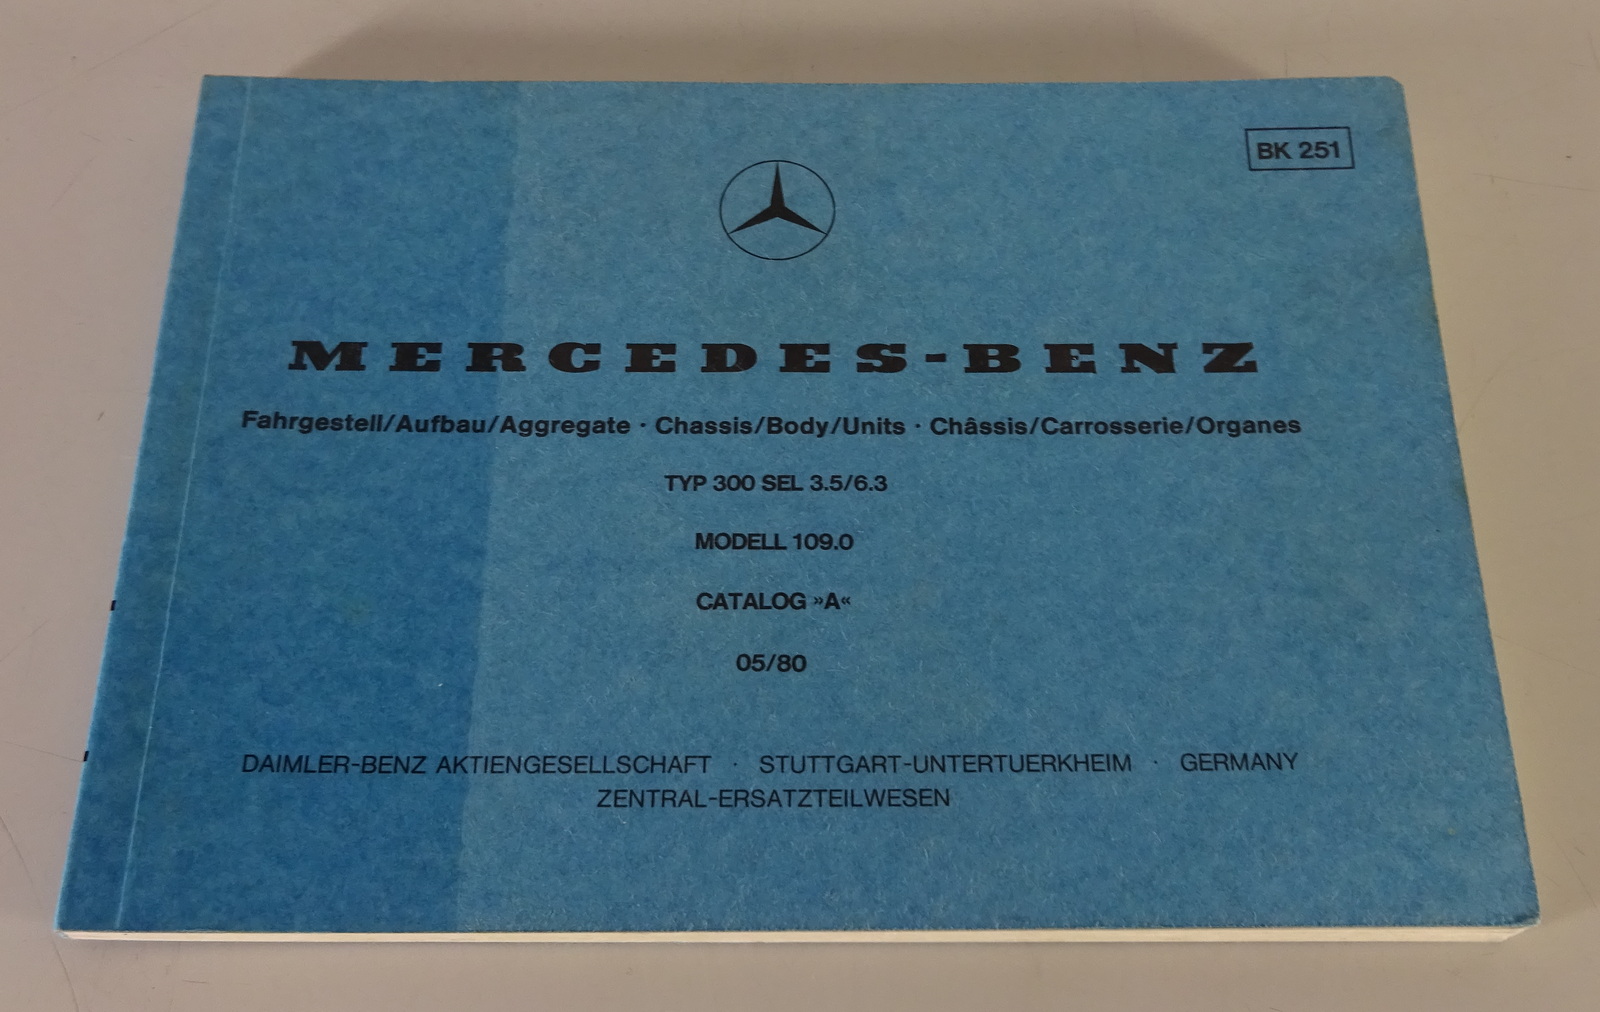 BK 251
MERCEDES-BENZ
Fahrgestell/Aufbau/Aggregate · Chassis/Body/Units · Châssis/Carrosserie/Organes
TYP 300 SEL 3.5/6.3
MODELL 109.0
CATALOG »A«
05/80
DAIMLER-BENZ AKTIENGESELLSCHAFT · STUTTGART-UNTERTUERKHEIM · GERMANY
ZENTRAL-ERSATZTEILWESEN